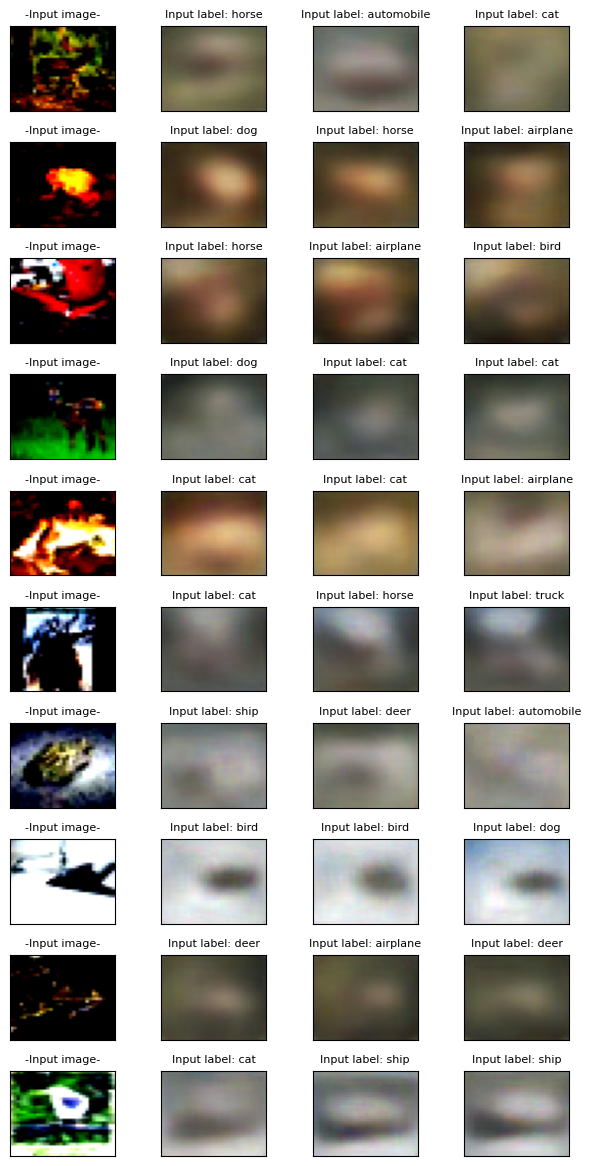 -Input image- Input label: horse Input label: automobile Input label: cat
-Input image- Input label: dog Input label: horse Input label: airplane
-Input image- Input label: horse Input label: airplane Input label: bird
-Input image- Input label: dog Input label: cat Input label: cat
-Input image- Input label: cat Input label: cat Input label: airplane
-Input image- Input label: cat Input label: horse Input label: truck
-Input image- Input label: ship Input label: deer Input label: automobile
-Input image- Input label: bird Input label: bird Input label: dog
-Input image- Input label: deer Input label: airplane Input label: deer
-Input image- Input label: cat Input label: ship Input label: ship